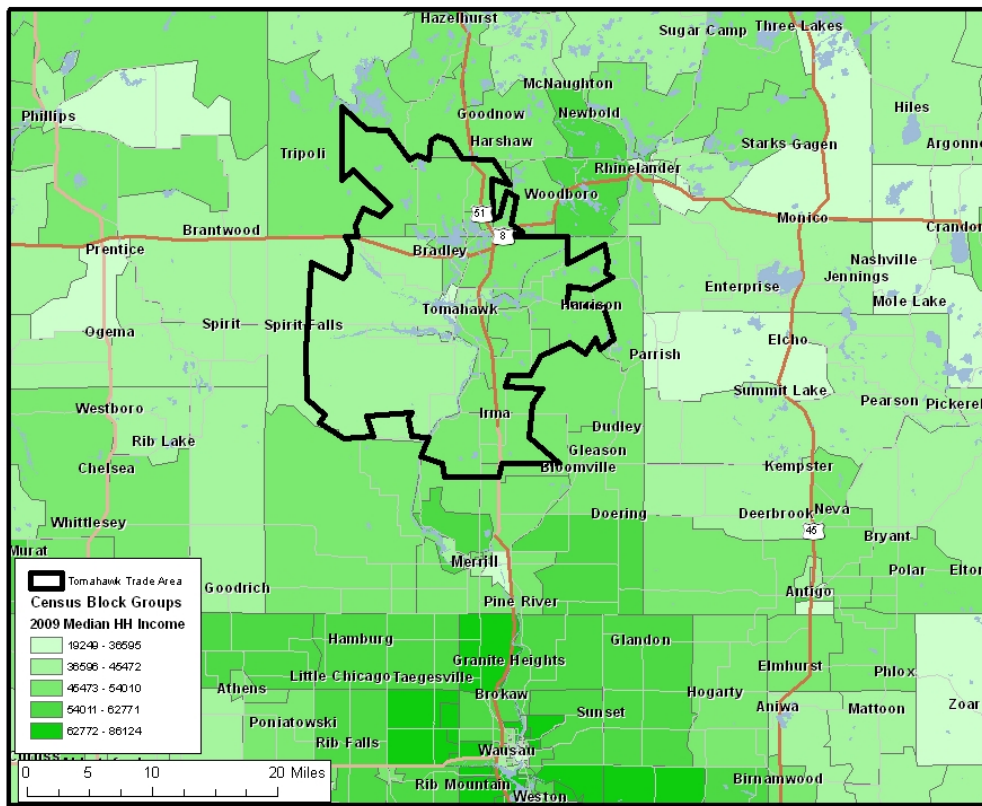 Hazelhurst
Sugar Camp
Three Lakes
McNaughton
Phillips
Goodnow
Newbold
Hiles
Harshaw
Starks Gagen
Argonne
Tripoli
Rhinelander
Woodboro
51
Monico
Brantwood
8
Crandon
Prentice
Bradley
Nashville
Jennings
Enterprise
Mole Lake
Tomahawk
Harrison
Ogema
Spirit
Spirit Falls
Elcho
Parrish
Summit Lake
Westboro
Irma
Pearson
Rib Lake
Dudley
Chelsea
Gleason
Bloomville
Kempster
Whittlesey
Doering
Deerbrook
Neva
45
Bryant
Murat
Merrill
Polar
Goodrich
Antigo
Pine River
Tomahawk Trade Area
Census Block Groups
2009 Median HH Income
19249 - 36595
36596 - 45472
45473 - 54010
54011 - 62771
62772 - 86124
Hamburg
Glandon
Granite Heights
Elmhurst
Little Chicago
Taegesville
Phlox
Athens
Brokaw
Hogarty
Zoar
Poniatowski
Sunset
Aniwa
Mattoon
Rib Falls
Wausau
0 5 10 20 Miles
Rib Mountain
Birnamwood
Weston